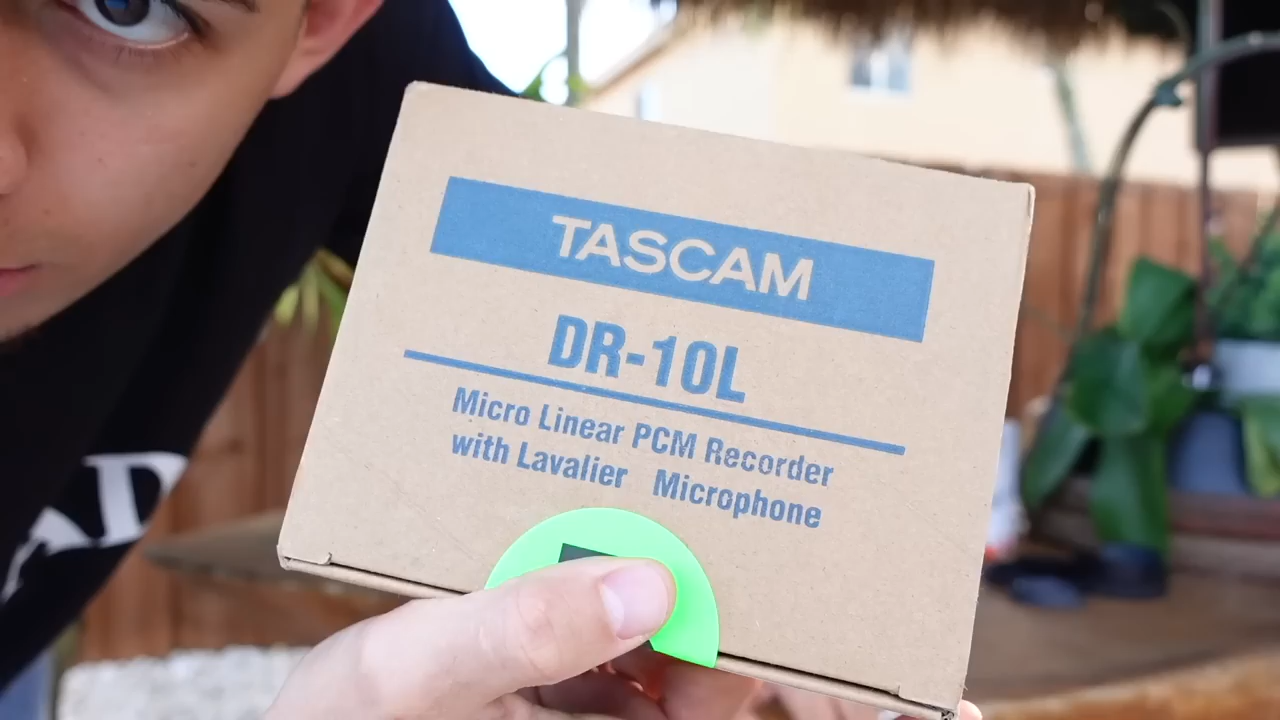 TASCAM
DR-10L
Micro Linear PCM Recorder
with Lavalier Microphone